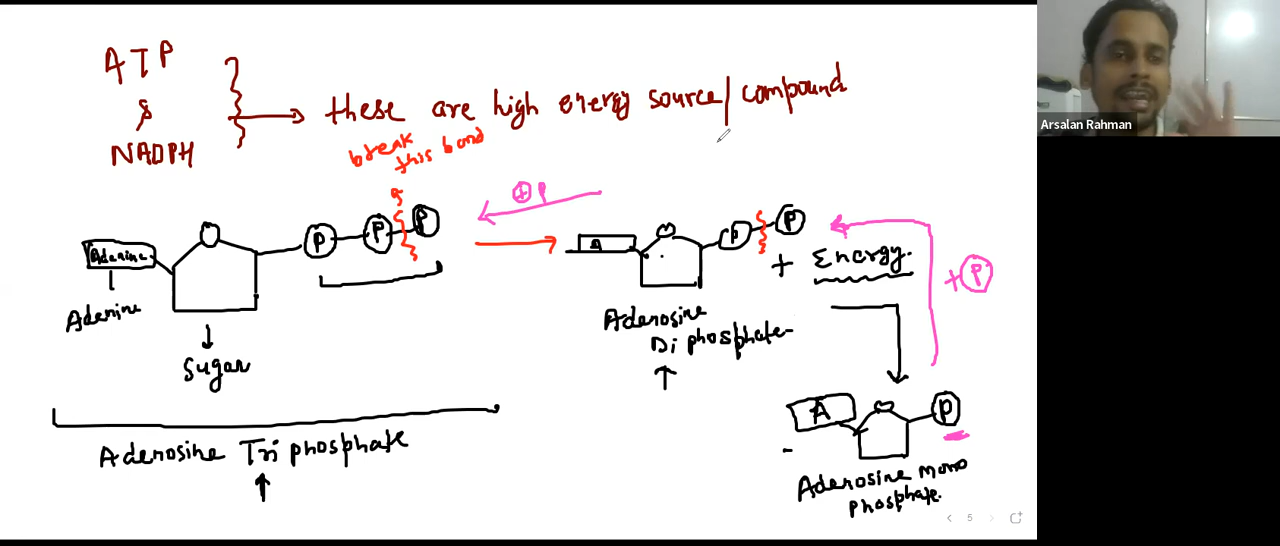 ATP
&
NADPH
these are high energy source/compound
break
this bond
+ P
Adenine
P
P
P
A
P
P
+ Energy.
+ P
Adenine
Sugar
Adenosine
Di phosphate
A
P
Adenosine Tri phosphate
Adenosine mono
phosphate.
Arsalan Rahman
5